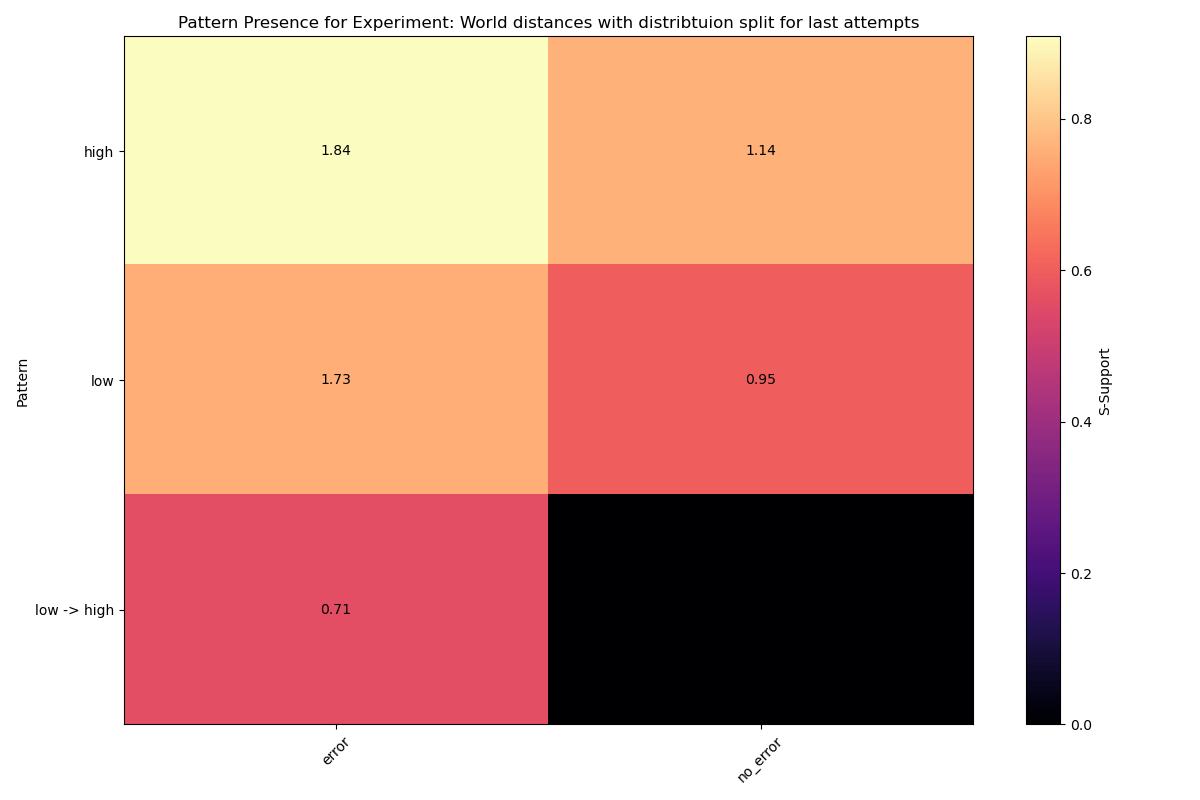 Pattern Presence for Experiment: World distances with distribtuion split for last attempts
high
1.84
1.14
0.8
0.6
low
1.73
0.95
Pattern
S-Support
0.4
0.2
low -> high
0.71
0.0
error
no_error